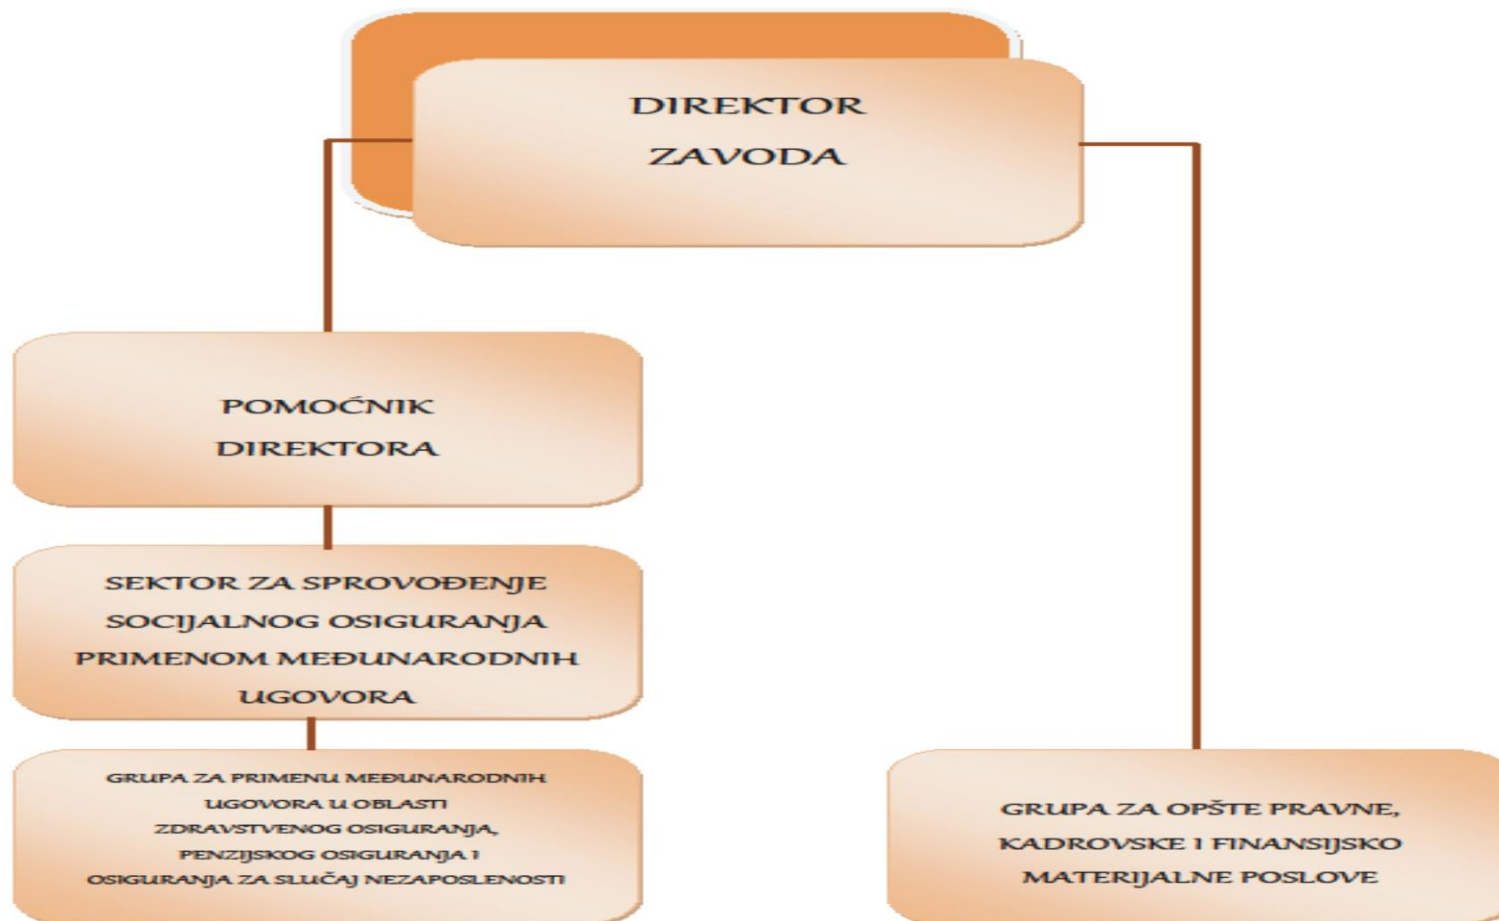 DIREKTOR
ZAVODA
POMOĆNIK
DIREKTORA
SEKTOR ZA SPROVOĐENJE
SOCIJALNOG OSIGURANJA
PRIMENOM MEĐUNARODNIH
UGOVORA
GRUPA ZA PRIMENU MEĐUNARODNIH
UGOVORA U OBLASTI
ZDRAVSTVENOG OSIGURANJA,
PENZIJSKOG OSIGURANJA I
OSIGURANJA ZA SLUČAJ NEZAPOSLENOSTI
GRUPA ZA OPŠTE PRAVNE,
KADROVSKE I FINANSIJSKO
MATERIJALNE POSLOVE